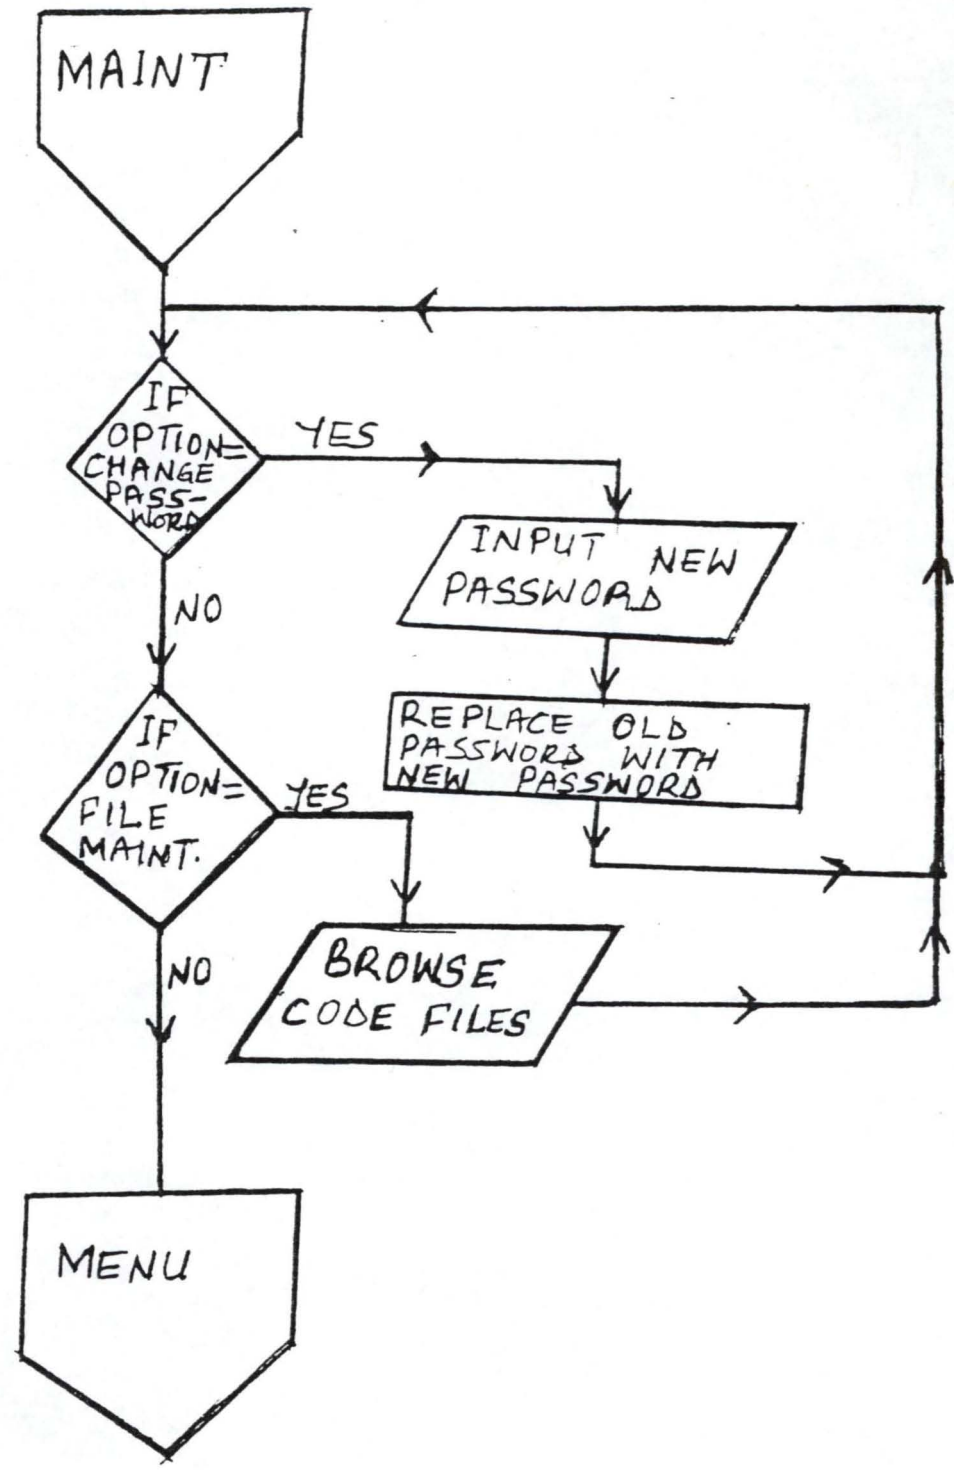 MAINT
IF
OPTION=
CHANGE
PASS-
WORD
YES
INPUT NEW
PASSWORD
NO
REPLACE OLD
PASSWORD WITH
NEW PASSWORD
IF
OPTION=
FILE
MAINT.
YES
BROWSE
CODE FILES
NO
MENU